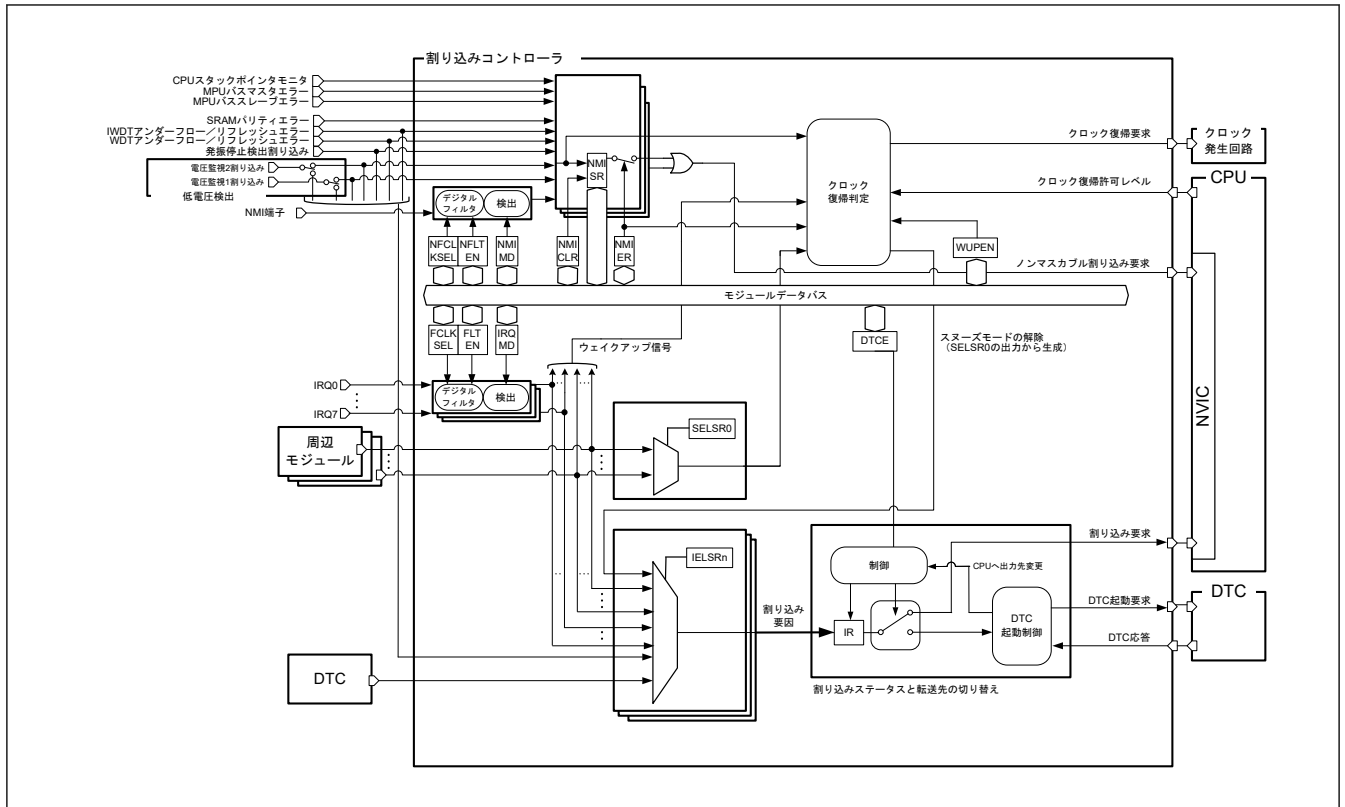 割り込みコントローラ
CPUスタックポインタモニタ
MPUバスマスタエラー
MPUバススレーブエラー
SRAMパリティエラー
IWDTアンダーフロー/リフレッシュエラー
WDTアンダーフロー/リフレッシュエラー
発振停止検出割り込み
電圧監視2割り込み
電圧監視1割り込み
低電圧検出
NMI端子
デジタル
フィルタ
検出
NFCL
KSEL
NFLT
EN
NMI
MD
NMI
SR
NMI
CLR
NMI
ER
クロック
復帰判定
WUPEN
クロック復帰要求
クロック
発生回路
クロック復帰許可レベル
CPU
ノンマスカブル割り込み要求
NVIC
モジュールデータバス
FCLK
SEL
FLT
EN
IRQ
MD
DTCE
スヌーズモードの解除
(SELSR0の出力から生成)
ウェイクアップ信号
IRQ0
IRQ7
デジタル
フィルタ
検出
周辺
モジュール
SELSR0
IELSRn
割り込み
要因
制御
CPUへ出力先変更
IR
DTC
起動制御
割り込み要求
DTC起動要求
DTC応答
DTC
割り込みステータスと転送先の切り替え
DTC